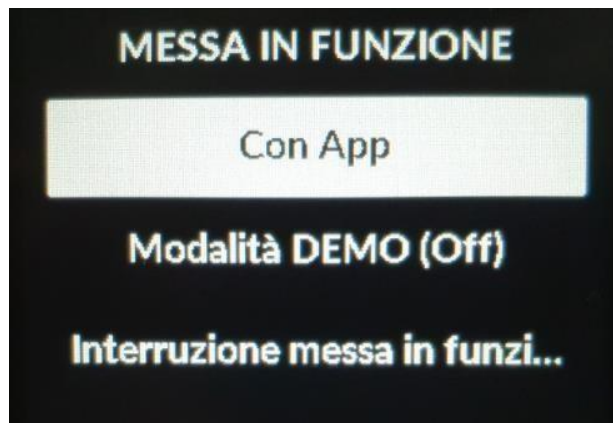 MESSA IN FUNZIONE
Con App
Modalità DEMO (Off)
Interruzione messa in funzi...